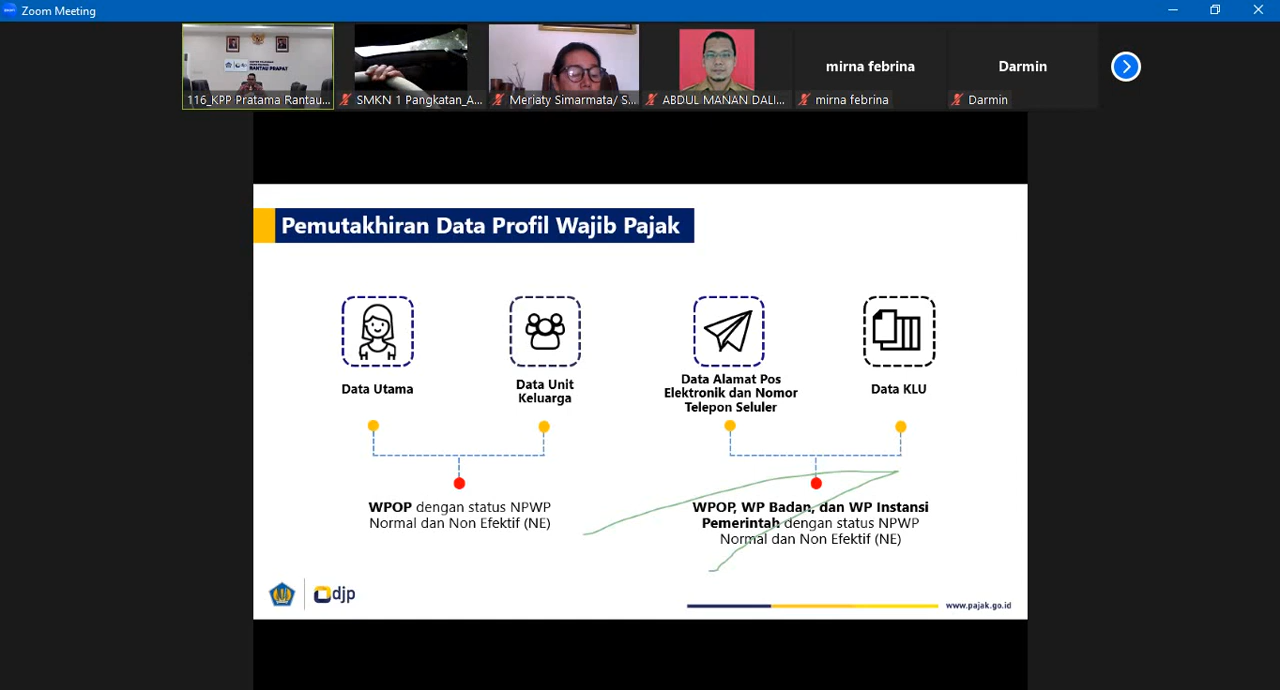 Zoom Meeting
RANTAU PRAPAT
116_KPP Pratama Rantau...
SMKN 1 Pangkatan_A...
Meriaty Simarmata/ S...
ABDUL MANAN DALI...
mirna febrina
mirna febrina
Darmin
Darmin
Pemutakhiran Data Profil Wajib Pajak
Data Utama
Data Unit
Keluarga
Data Alamat Pos
Elektronik dan Nomor
Telepon Seluler
Data KLU
WPOP dengan status NPWP
Normal dan Non Efektif (NE)
WPOP, WP Badan, dan WP Instansi
Pemerintah dengan status NPWP
Normal dan Non Efektif (NE)
djp
www.pajak.go.id